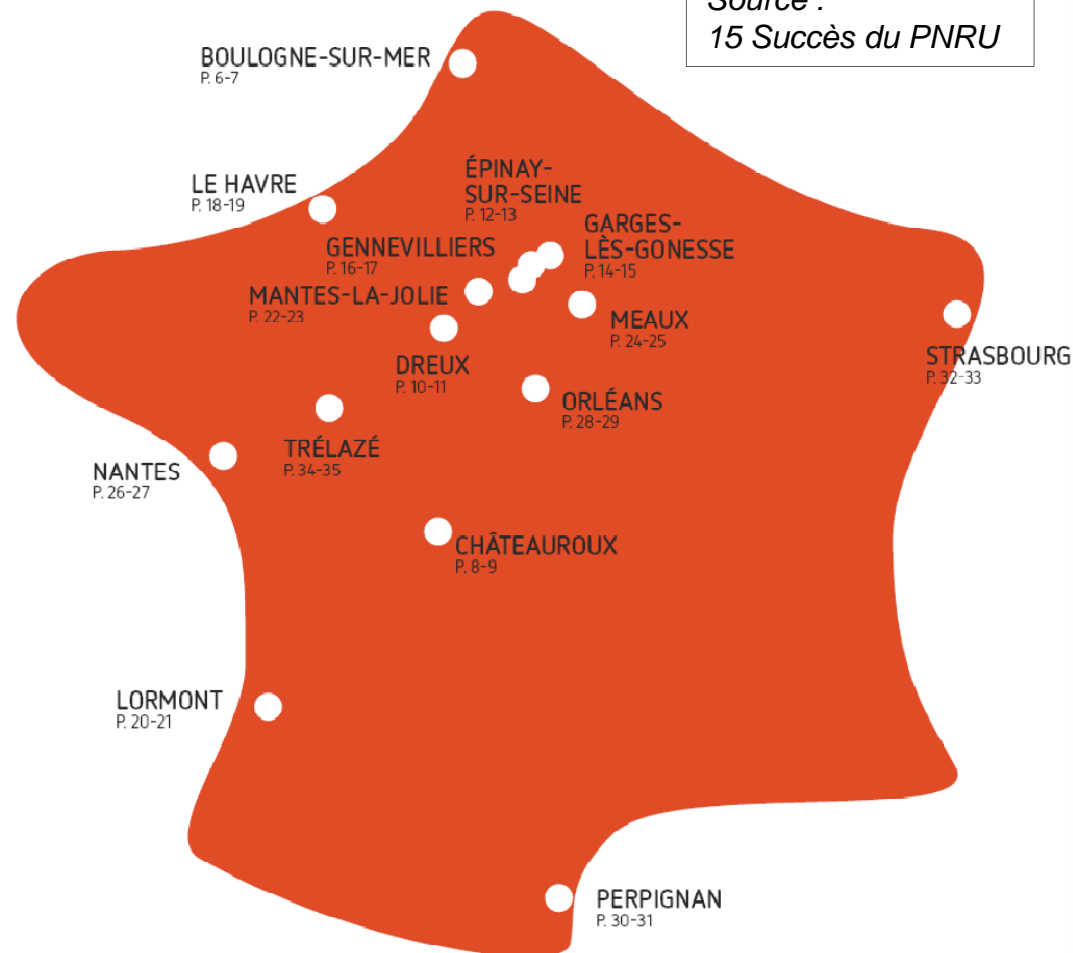 Source :
15 Succès du PNRU
BOULOGNE-SUR-MER
P. 6-7
LE HAVRE
P. 18-19
ÉPINAY-
SUR-SEINE
P. 12-13
GARGES-
LÈS-GONESSE
P. 14-15
GENNEVILLIERS
P. 16-17
MANTES-LA-JOLIE
P. 22-23
MEAUX
P. 24-25
STRASBOURG
P. 32-33
DREUX
P. 10-11
ORLÉANS
P. 28-29
TRÉLAZÉ
P. 34-35
NANTES
P. 26-27
CHÂTEAUROUX
P. 8-9
LORMONT
P. 20-21
PERPIGNAN
P. 30-31